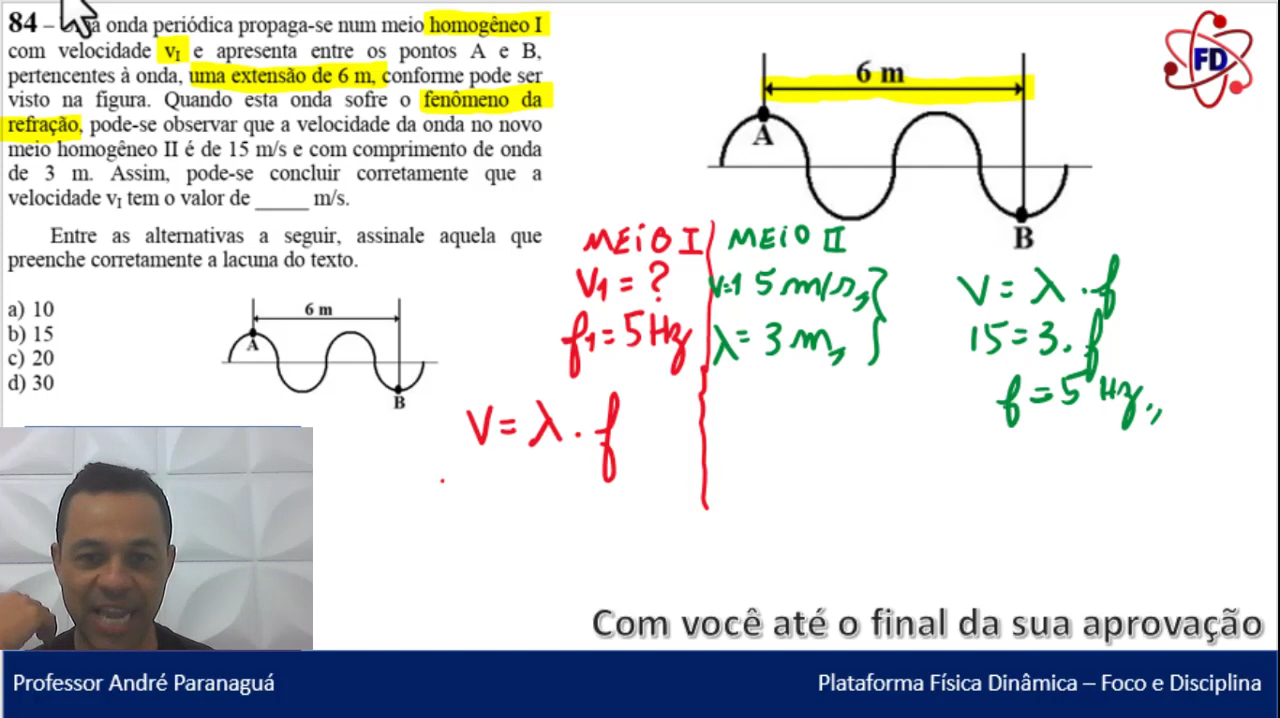 84 – onda periódica propaga-se num meio homogêneo I
com velocidade vI e apresenta entre os pontos A e B,
pertencentes à onda, uma extensão de 6 m, conforme pode ser
visto na figura. Quando esta onda sofre o fenômeno da
refração, pode-se observar que a velocidade da onda no novo
meio homogêneo II é de 15 m/s e com comprimento de onda
de 3 m. Assim, pode-se concluir corretamente que a
velocidade vI tem o valor de _____ m/s.
Entre as alternativas a seguir, assinale aquela que
preenche corretamente a lacuna do texto.
a) 10
b) 15
c) 20
d) 30
6 m
A
B
6 m
A
B
FD
MEIO I
V1 = ?
f1 = 5 Hz
V = λ . f
MEIO II
V=15 m/s,
λ = 3 m,
V = λ . f
15 = 3 . f
f = 5 Hz,,
Com você até o final da sua aprovação
Professor André Paranaguá
Plataforma Física Dinâmica – Foco e Disciplina